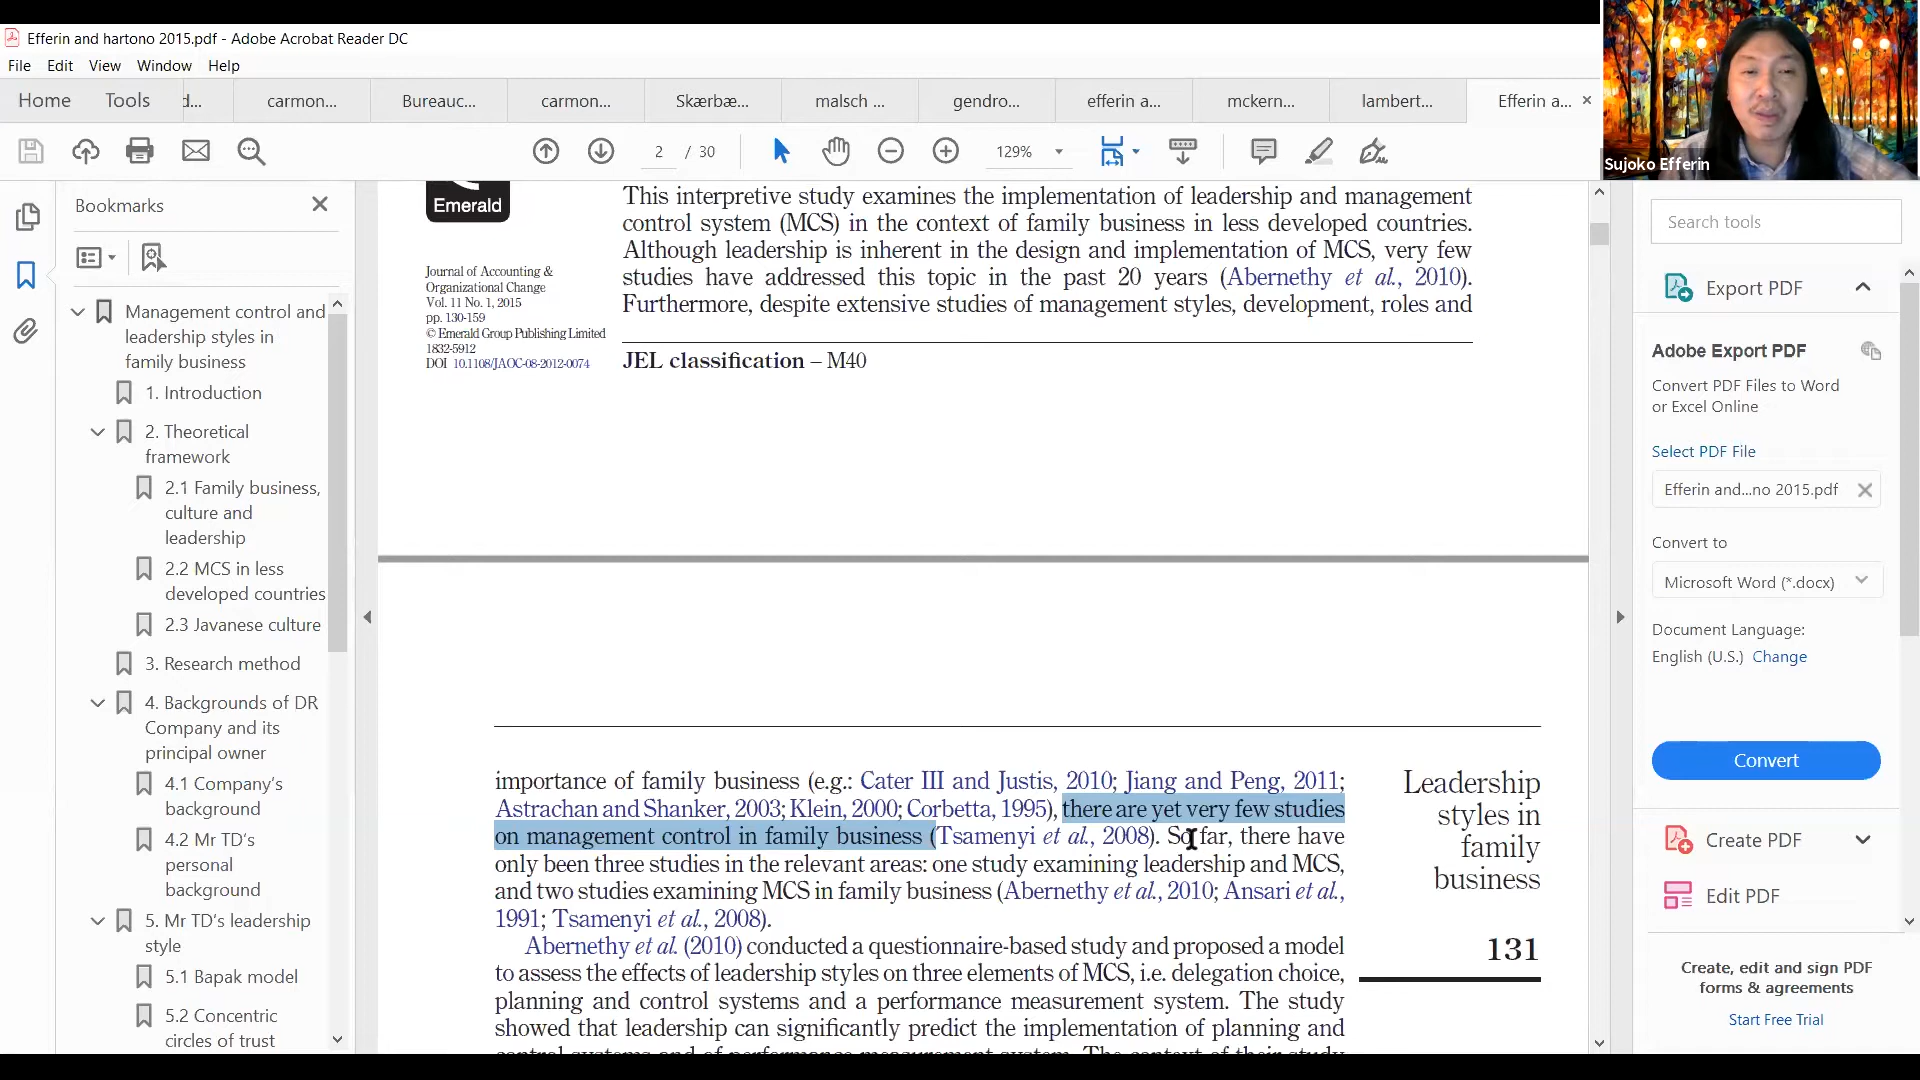 Efferin and hartono 2015.pdf - Adobe Acrobat Reader DC
File Edit View Window Help
Home Tools d... carmon... Bureauc... carmon... Skærbæ... malsch ... gendro... efferin a... mckern... lambert... Efferin a...
2 / 30 129%
Sujoko Efferin
Bookmarks
Management control and
leadership styles in
family business
1. Introduction
2. Theoretical
framework
2.1 Family business,
culture and
leadership
2.2 MCS in less
developed countries
2.3 Javanese culture
3. Research method
4. Backgrounds of DR
Company and its
principal owner
4.1 Company's
background
4.2 Mr TD's
personal
background
5. Mr TD's leadership
style
5.1 Bapak model
5.2 Concentric
circles of trust
Emerald
Journal of Accounting &
Organizational Change
Vol. 11 No. 1, 2015
pp. 130-159
© Emerald Group Publishing Limited
1832-5912
DOI 10.1108/JAOC-08-2012-0074
This interpretive study examines the implementation of leadership and management
control system (MCS) in the context of family business in less developed countries.
Although leadership is inherent in the design and implementation of MCS, very few
studies have addressed this topic in the past 20 years (Abernethy et al., 2010).
Furthermore, despite extensive studies of management styles, development, roles and
JEL classification – M40
importance of family business (e.g.: Cater III and Justis, 2010; Jiang and Peng, 2011;
Astrachan and Shanker, 2003; Klein, 2000; Corbetta, 1995), there are yet very few studies
on management control in family business (Tsamenyi et al., 2008). So far, there have
only been three studies in the relevant areas: one study examining leadership and MCS,
and two studies examining MCS in family business (Abernethy et al., 2010; Ansari et al.,
1991; Tsamenyi et al., 2008).
Abernethy et al. (2010) conducted a questionnaire-based study and proposed a model
to assess the effects of leadership styles on three elements of MCS, i.e. delegation choice,
planning and control systems and a performance measurement system. The study
showed that leadership can significantly predict the implementation of planning and
control systems and of performance measurement system. The context of their study
Leadership
styles in
family
business
131
Search tools
Export PDF
Adobe Export PDF
Convert PDF Files to Word
or Excel Online
Select PDF File
Efferin and...no 2015.pdf
Convert to
Microsoft Word (*.docx)
Document Language:
English (U.S.) Change
Convert
Create PDF
Edit PDF
Create, edit and sign PDF
forms & agreements
Start Free Trial